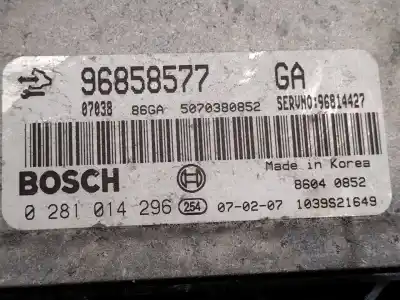 96858577 GA
07038 86GA 5070380852 SERVNO:96814427
Made in Korea
BOSCH
8604 0852
0 281 014 296 254 07-02-07 1039S21649